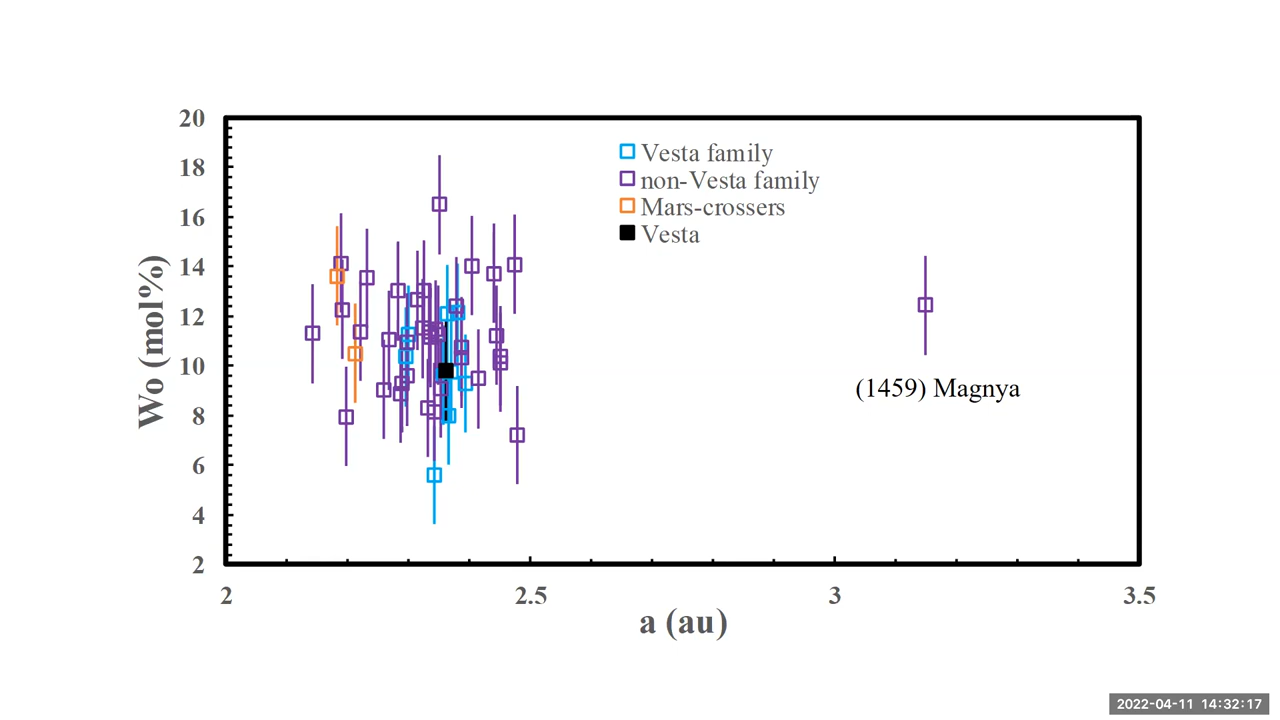 20
18
16
14
12
10
8
6
4
2
Wo (mol%)
Vesta family
non-Vesta family
Mars-crossers
Vesta
(1459) Magnya
2 2.5 3 3.5
a (au)
2022-04-11 14:32:17